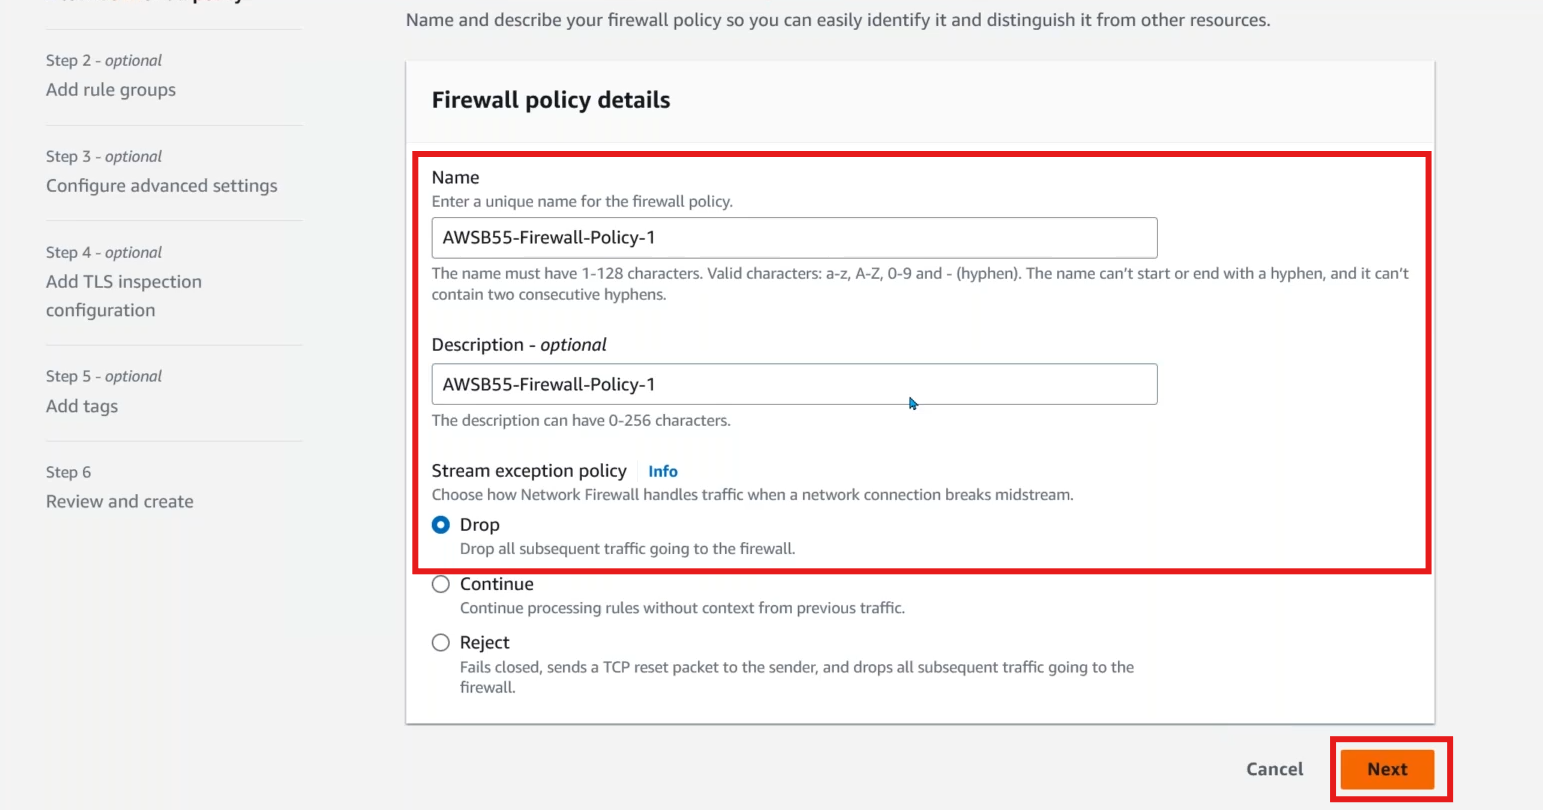 Name and describe your firewall policy so you can easily identify it and distinguish it from other resources.
Step 2 - optional
Add rule groups
Step 3 - optional
Configure advanced settings
Step 4 - optional
Add TLS inspection
configuration
Step 5 - optional
Add tags
Step 6
Review and create
Firewall policy details
Name
Enter a unique name for the firewall policy.
AWSB55-Firewall-Policy-1
The name must have 1-128 characters. Valid characters: a-z, A-Z, 0-9 and - (hyphen). The name can't start or end with a hyphen, and it can't
contain two consecutive hyphens.
Description - optional
AWSB55-Firewall-Policy-1
The description can have 0-256 characters.
Stream exception policy Info
Choose how Network Firewall handles traffic when a network connection breaks midstream.
Drop
Drop all subsequent traffic going to the firewall.
Continue
Continue processing rules without context from previous traffic.
Reject
Fails closed, sends a TCP reset packet to the sender, and drops all subsequent traffic going to the
firewall.
Cancel Next